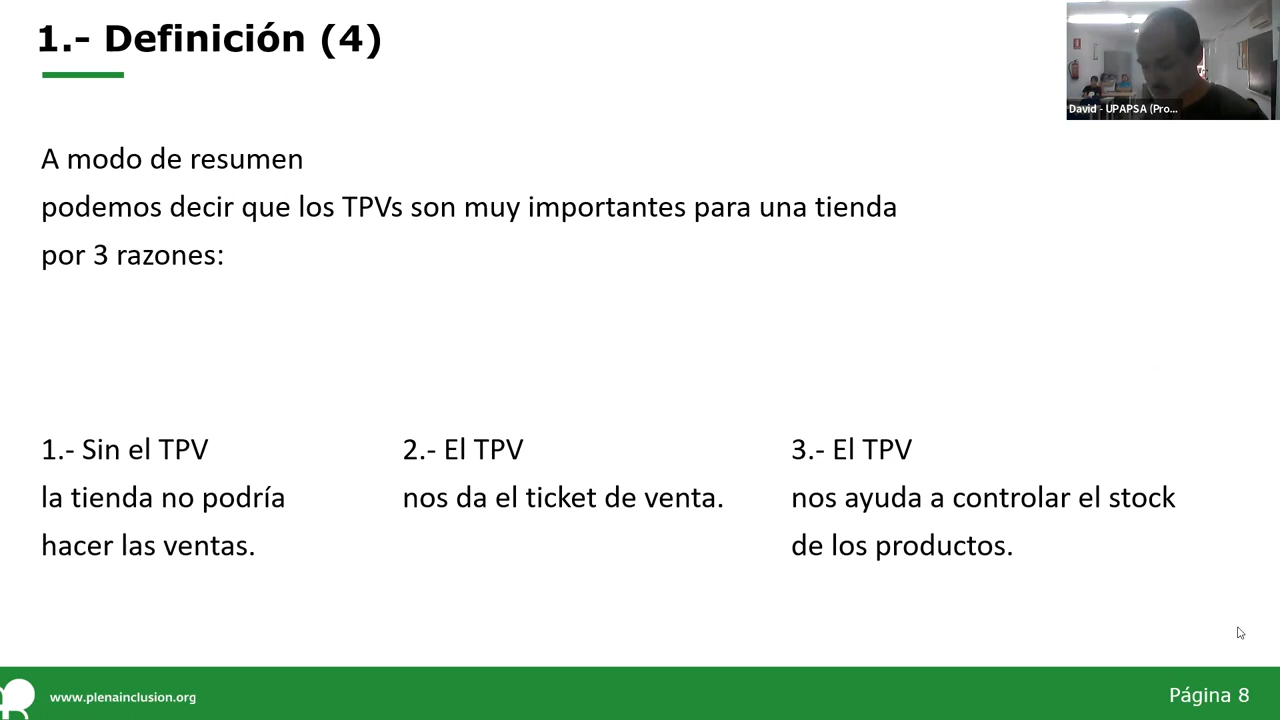 1.- Definición (4)
David - UPAPSA (Pro...
A modo de resumen
podemos decir que los TPVs son muy importantes para una tienda
por 3 razones:
1.- Sin el TPV
la tienda no podría
hacer las ventas.
2.- El TPV
nos da el ticket de venta.
3.- El TPV
nos ayuda a controlar el stock
de los productos.
www.plenainclusion.org
Página 8